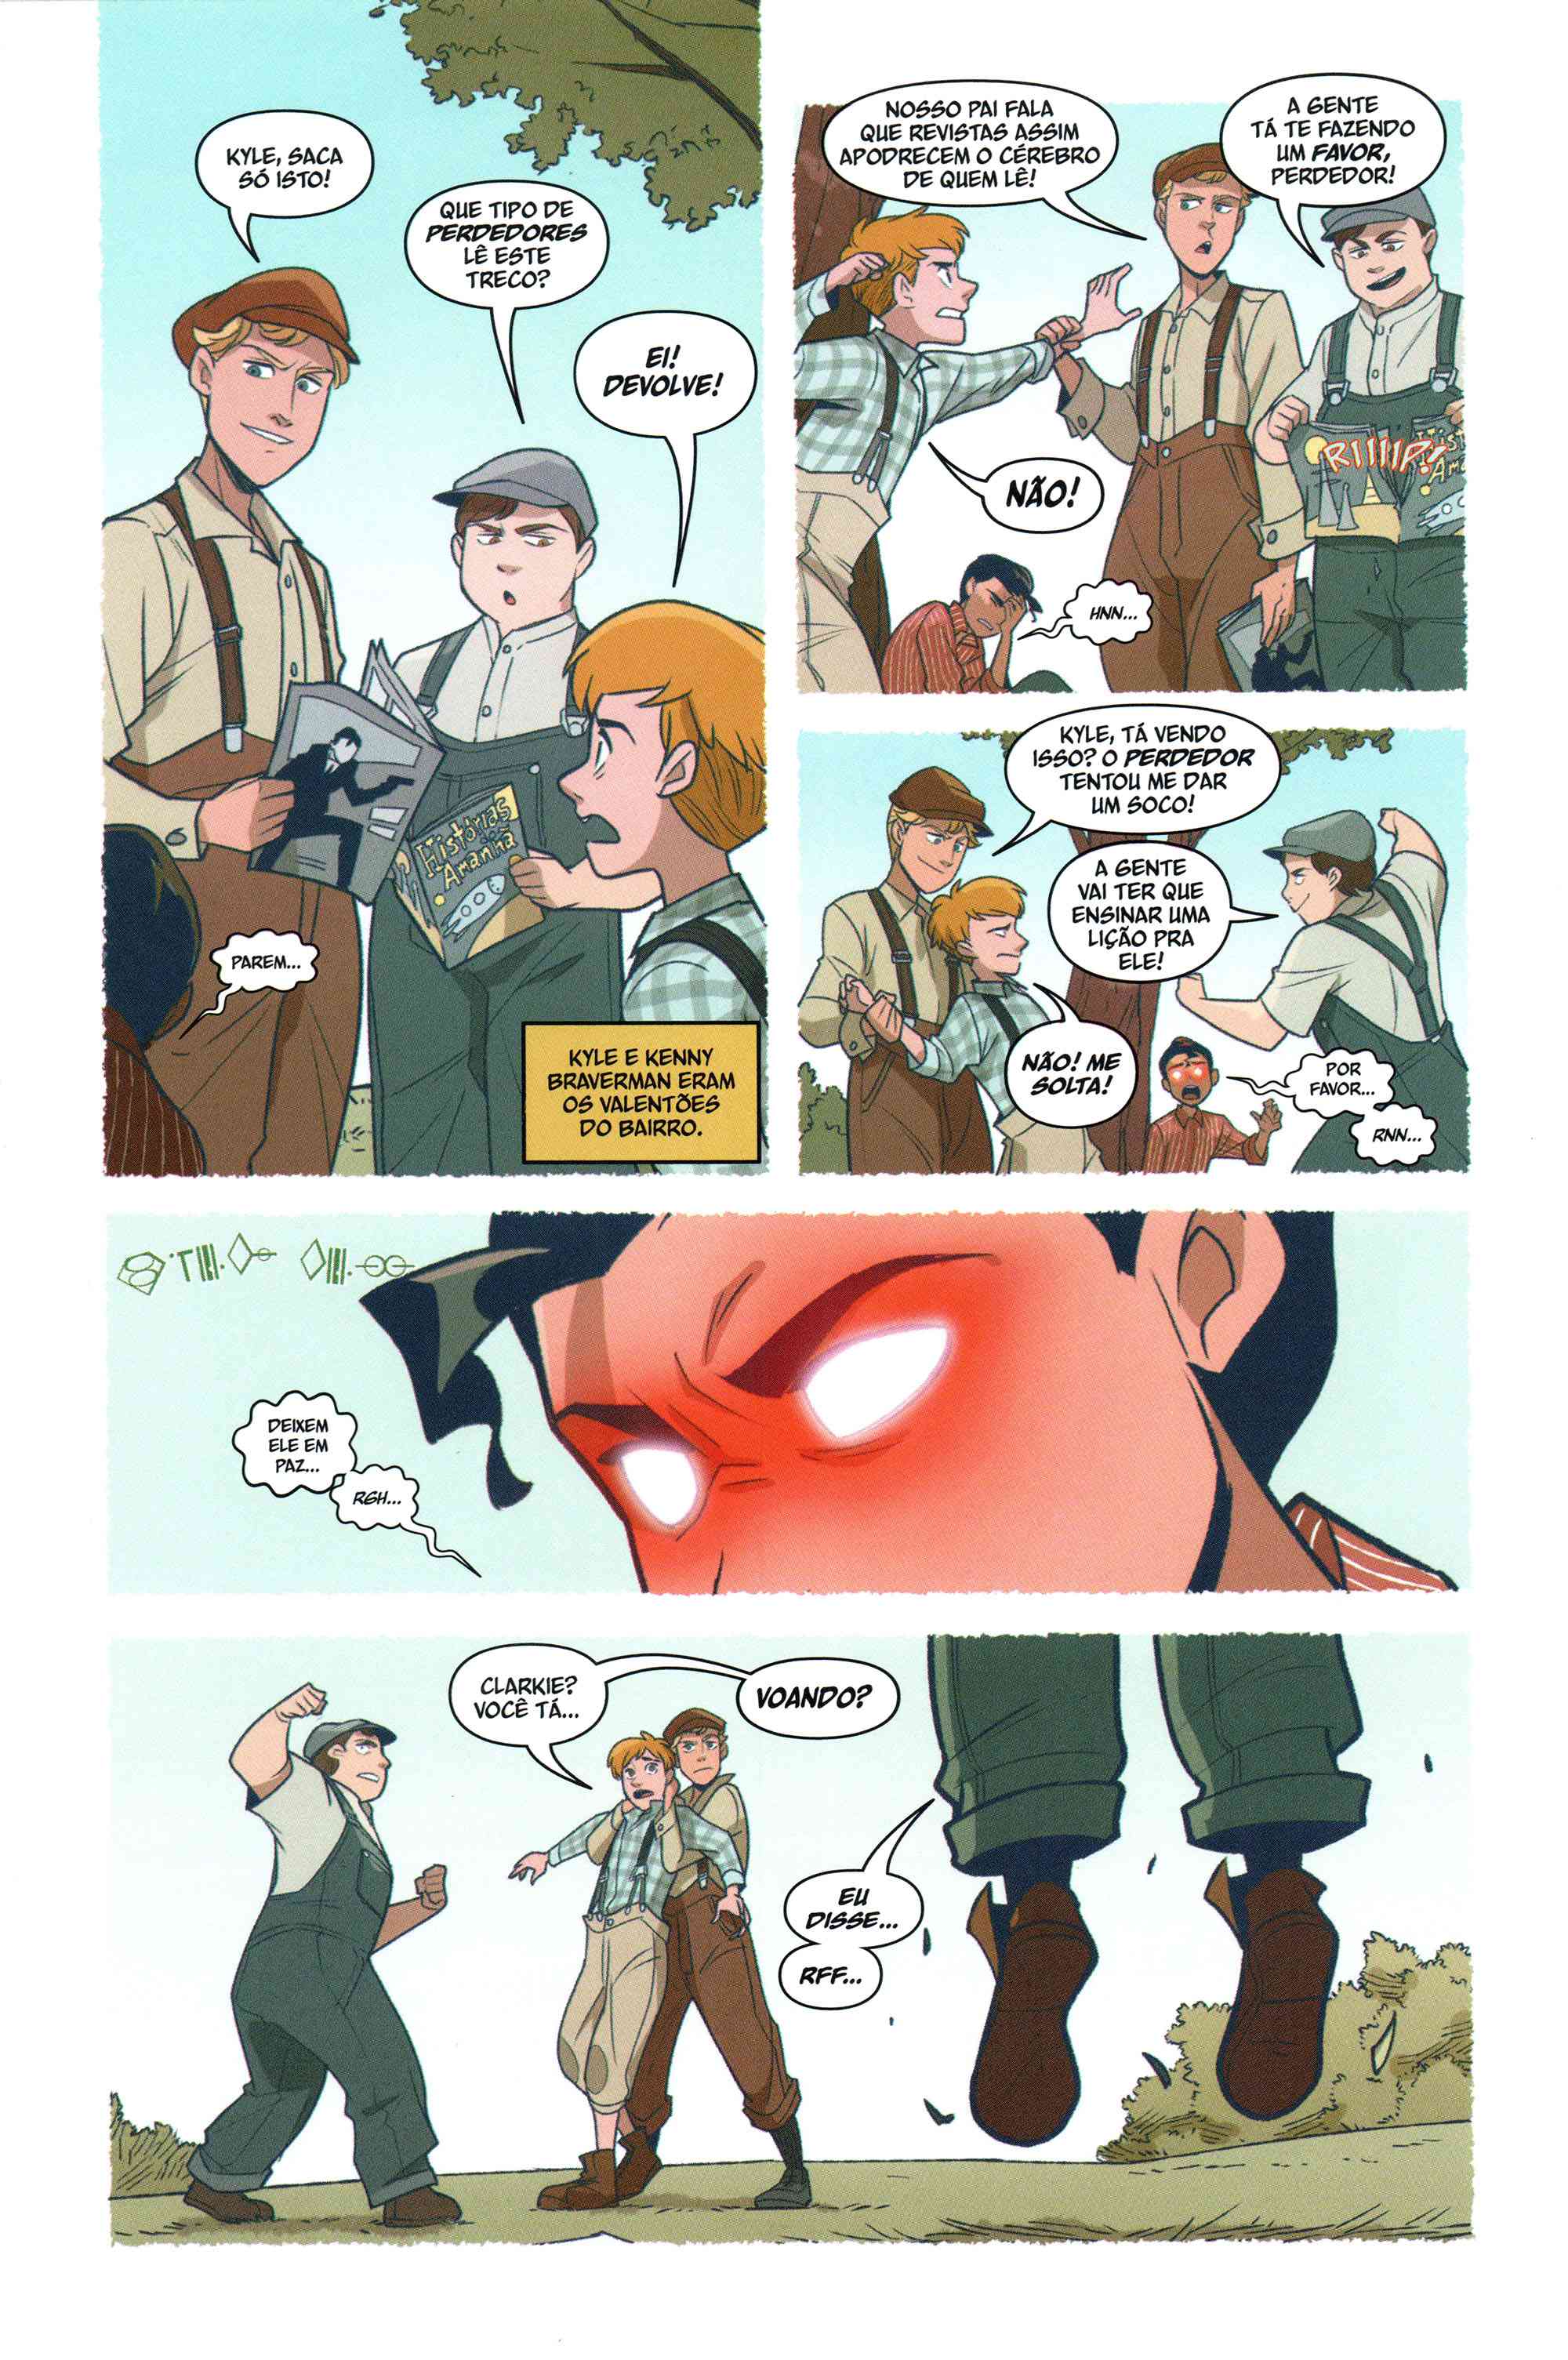 KYLE, SACA
SÓ ISTO!
QUE TIPO DE
PERDEDORES
LÊ ESTE
TRECO?
EI!
DEVOLVE!
Histórias
Amanhã
PAREM...
KYLE E KENNY
BRAVERMAN ERAM
OS VALENTÕES
DO BAIRRO.
NOSSO PAI FALA
QUE REVISTAS ASSIM
APODRECEM O CÉREBRO
DE QUEM LÊ!
A GENTE
TÁ TE FAZENDO
UM FAVOR,
PERDEDOR!
RIIIIP!
NÃO!
HNN...
KYLE, TÁ VENDO
ISSO? O PERDEDOR
TENTOU ME DAR
UM SOCO!
A GENTE
VAI TER QUE
ENSINAR UMA
LIÇÃO PRA
ELE!
NÃO! ME
SOLTA!
POR
FAVOR...
RNN...
DEIXEM
ELE EM
PAZ...
RGH...
CLARKIE?
VOCÊ TÁ...
VOANDO?
EU
DISSE...
RFF...